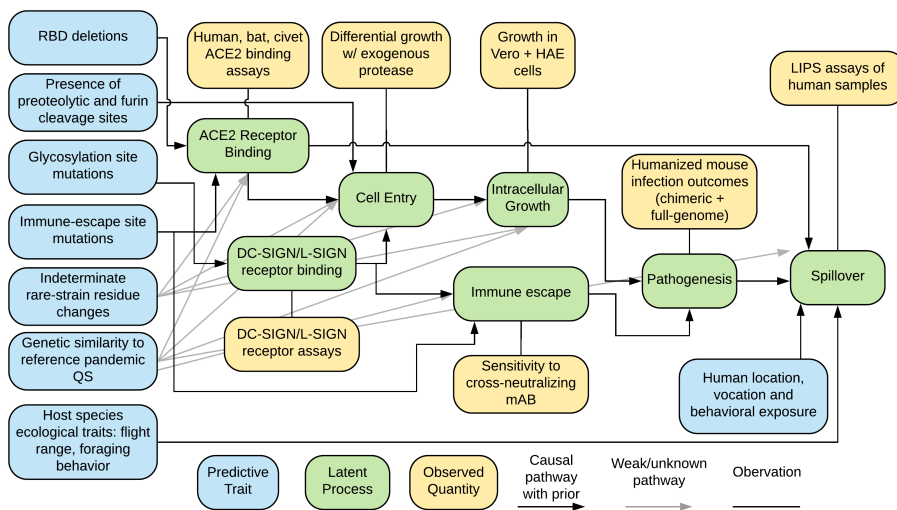 RBD deletions
Presence of
preoteolytic and furin
cleavage sites
Glycosylation site
mutations
Immune-escape site
mutations
Indeterminate
rare-strain residue
changes
Genetic similarity to
reference pandemic
QS
Host species
ecological traits: flight
range, foraging
behavior
Human, bat, civet
ACE2 binding
assays
Differential growth
w/ exogenous
protease
Growth in
Vero + HAE
cells
LIPS assays of
human samples
ACE2 Receptor
Binding
Cell Entry
Intracellular
Growth
Humanized mouse
infection outcomes
(chimeric +
full-genome)
DC-SIGN/L-SIGN
receptor binding
Immune escape
Pathogenesis
Spillover
DC-SIGN/L-SIGN
receptor assays
Sensitivity to
cross-neutralizing
mAB
Human location,
vocation and
behavioral exposure
Predictive
Trait
Latent
Process
Observed
Quantity
Causal
pathway
with prior
Weak/unknown
pathway
Obervation